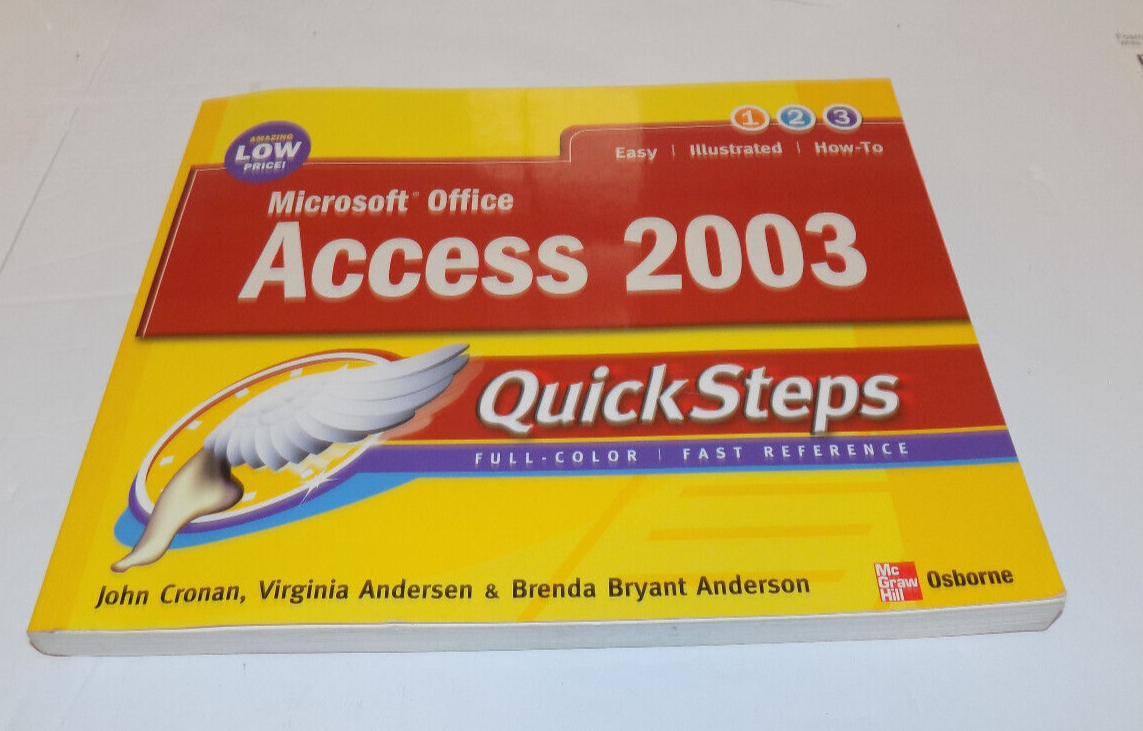 1 2 3
Easy | Illustrated | How-To
AMAZING
LOW
PRICE!
Microsoft® Office
Access 2003
QuickSteps
FULL-COLOR | FAST REFERENCE
John Cronan, Virginia Andersen & Brenda Bryant Anderson
Mc
Graw
Hill
Osborne